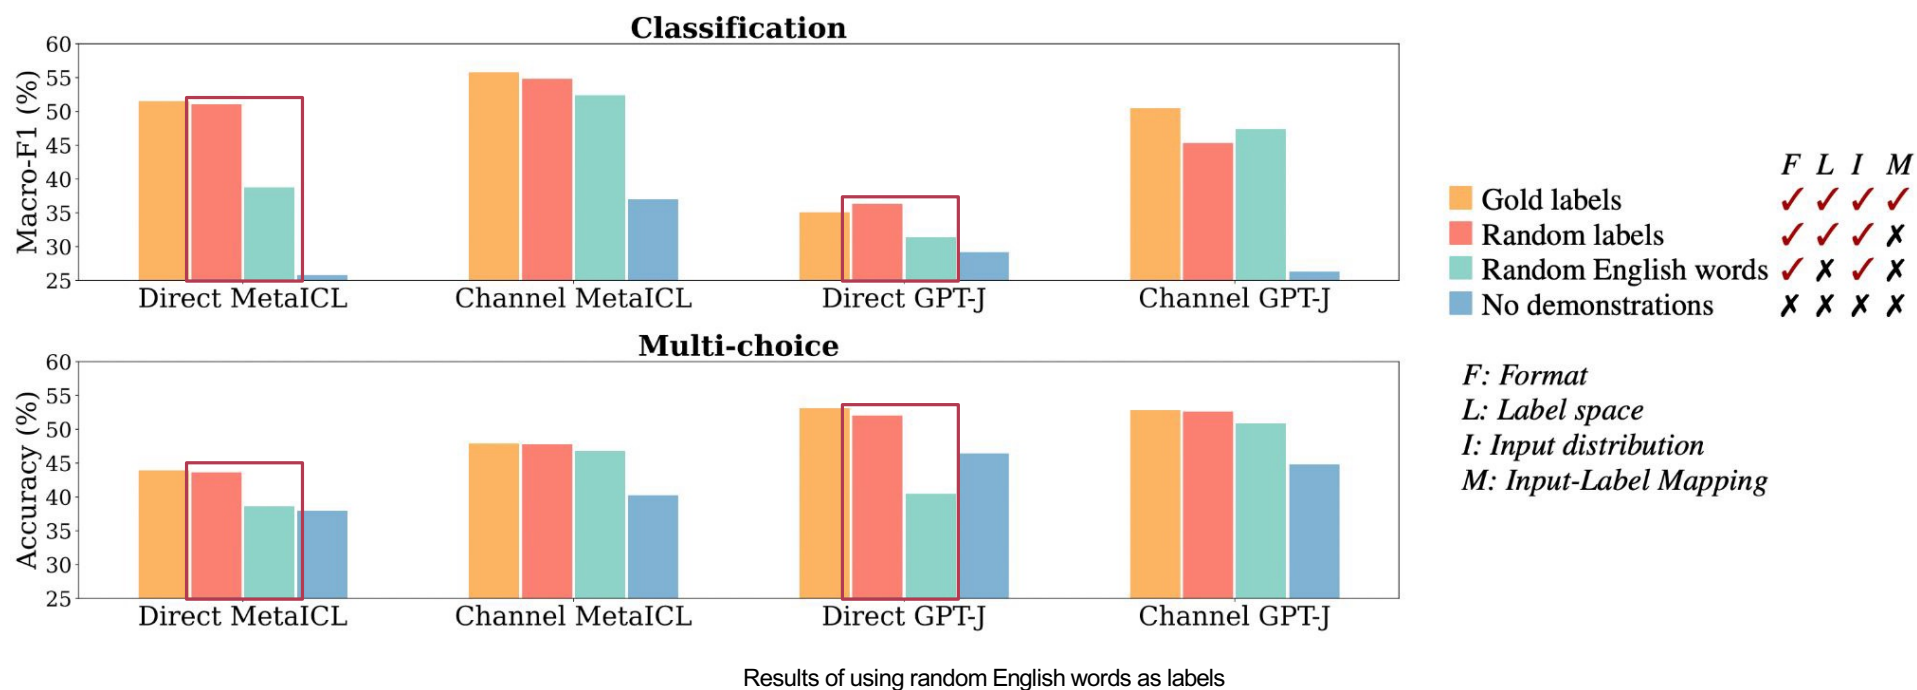 Classification
60
55
50
45
40
35
30
25
Macro-F1 (%)
Direct MetaICL Channel MetaICL Direct GPT-J Channel GPT-J
Multi-choice
60
55
50
45
40
35
30
25
Accuracy (%)
Direct MetaICL Channel MetaICL Direct GPT-J Channel GPT-J
F L I M
Gold labels ✓ ✓ ✓ ✓
Random labels ✓ ✓ ✓ ✗
Random English words ✓ ✗ ✓ ✗
No demonstrations ✗ ✗ ✗ ✗
F: Format
L: Label space
I: Input distribution
M: Input-Label Mapping
Results of using random English words as labels